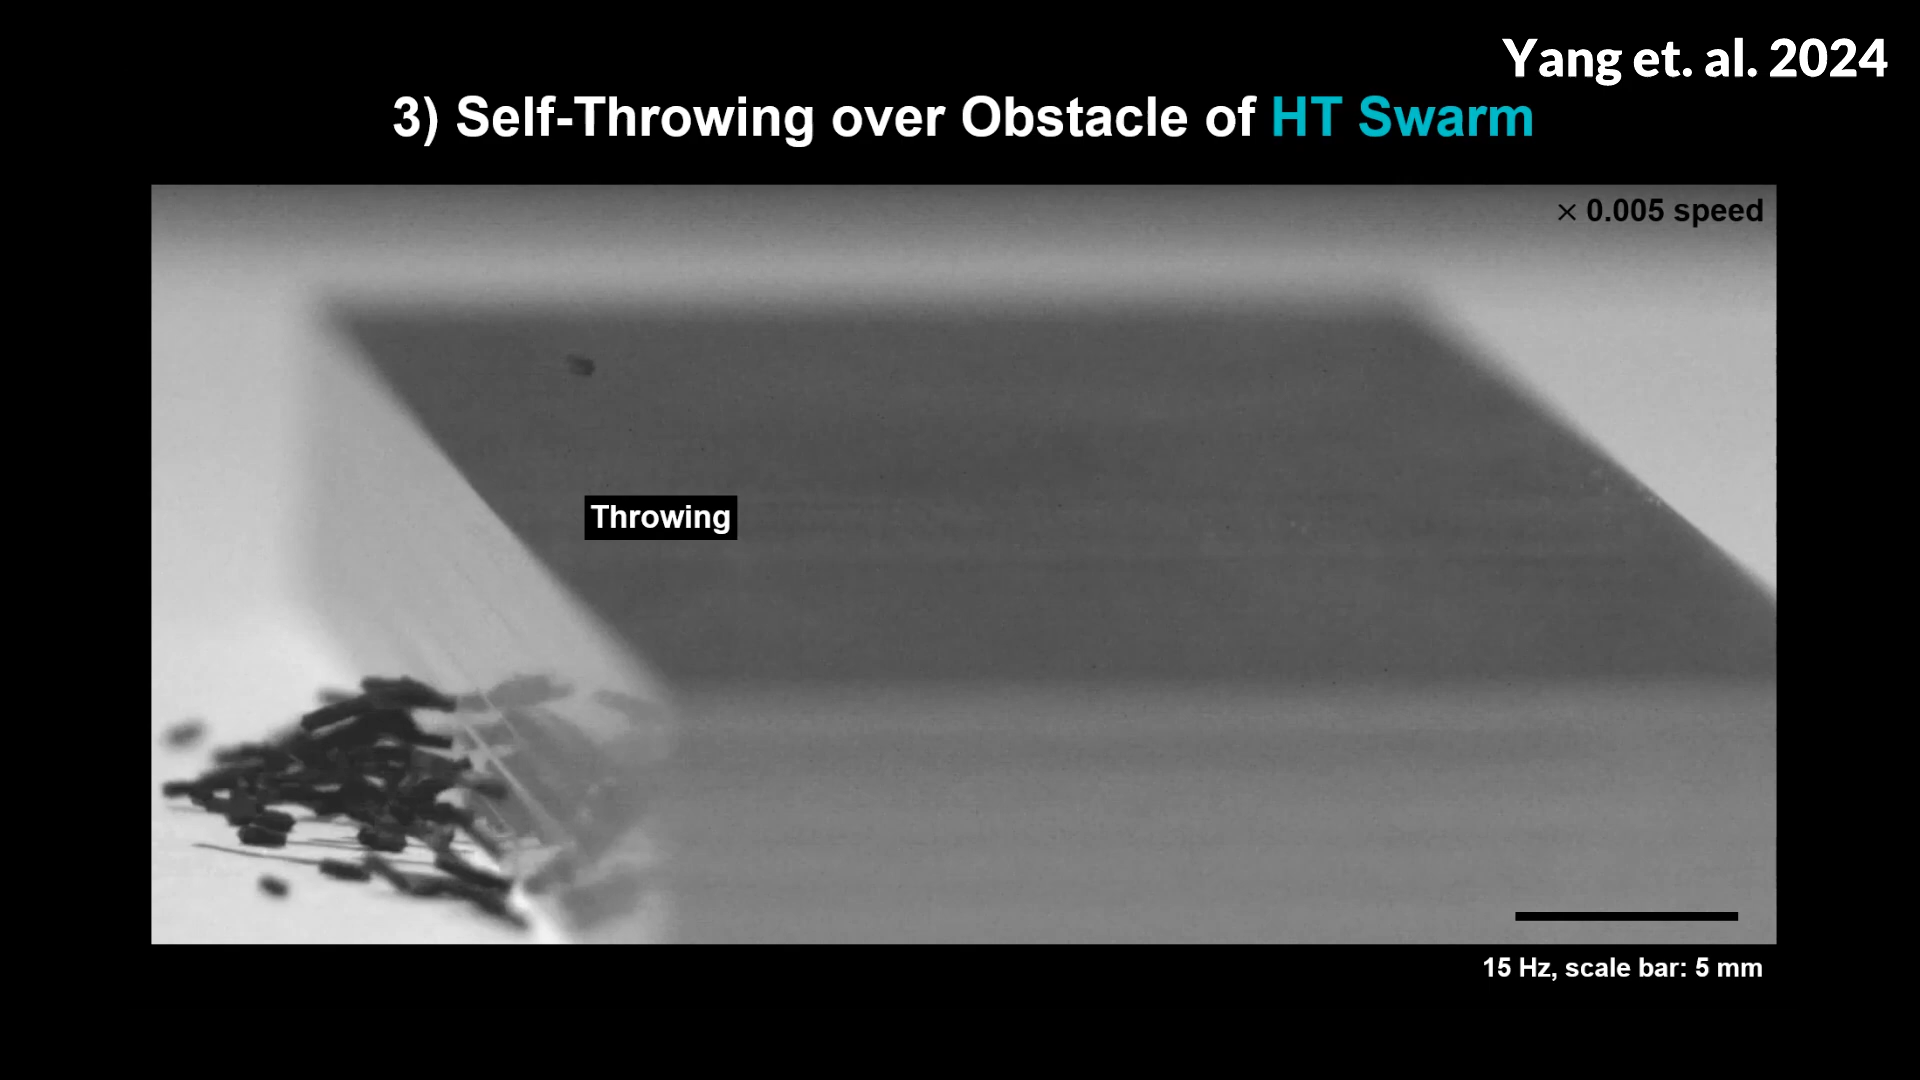 Yang et. al. 2024
3) Self-Throwing over Obstacle of HT Swarm
× 0.005 speed
Throwing
15 Hz, scale bar: 5 mm